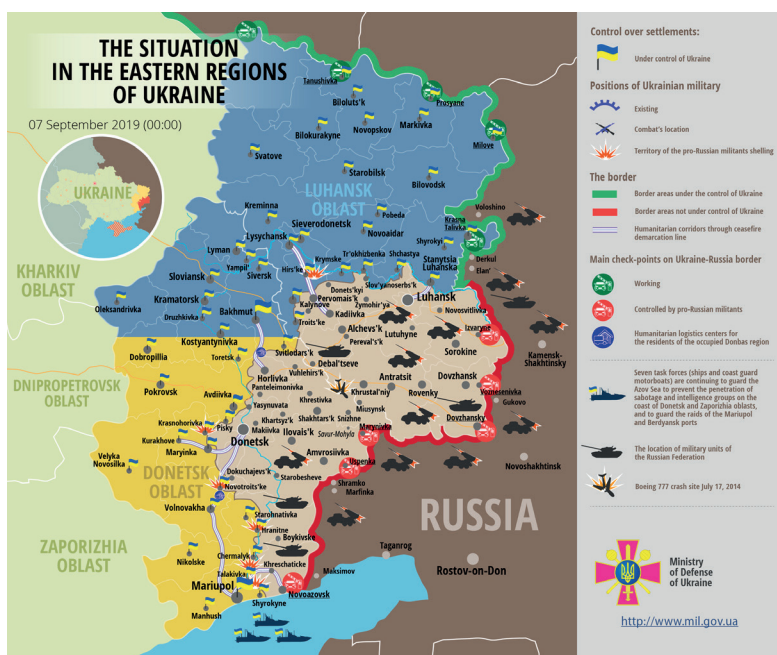 THE SITUATION
IN THE EASTERN REGIONS
OF UKRAINE
07 September 2019 (00:00)
UKRAINE
KHARKIV
OBLAST
DNIPROPETROVSK
OBLAST
ZAPORIZHIA
OBLAST
LUHANSK
OBLAST
DONETSK
OBLAST
RUSSIA
Tanushivka
Biloluts'k
Prosyane
Bilokurakyne
Novopskov
Markivka
Milove
Svatove
Starobilsk
Bilovodsk
Kreminna
Sieverodonetsk
Pobeda
Voloshino
Krasna
Talivka
Lysychansk
Novoaidar
Shyrokyi
Lyman
Yampil'
Siversk
Hirs'ke
Krymske
Tr'okhizbenka
Shchastya
Stanytsia
Luhanska
Derkul
Elan'
Sloviansk
Donets'kyi
Slov'yanoserbs'k
Pervomais'k
Zymohir'ya
Luhansk
Oleksandrivka
Kramatorsk
Druzhkivka
Bakhmut
Kalynove
Kadiivka
Novosvitlivka
Troits'ke
Alchevs'k
Lutuhyne
Izvaryne
Kostyantynivka
Pereval's'k
Svitlodars'k
Debal'tseve
Sorokine
Kamensk-
Shakhtinsky
Dobropillia
Toretsk
Vuhlehirs'k
Horlivka
Panteleimonivka
Khrustal'niy
Antratsit
Dovzhansk
Voznesenivka
Pokrovsk
Avdiivka
Khrestivka
Rovenky
Gukovo
Yasynuvata
Miusynsk
Krasnohorivka
Pisky
Khartsyz'k
Shakhtars'k
Snizhne
Dovzhansky
Kurakhove
Makiivka
Ilovais'k
Savur-Mohyla
Marynivka
Maryinka
Donetsk
Velyka
Novosilka
Amvrosiivka
Uspenka
Novoshakhtinsk
Dokuchajevs'k
Starobesheve
Novotroits'ke
Shramko
Marfinka
Volnovakha
Starohnativka
Hranitne
Boykivske
Taganrog
Nikolske
Chermalyk
Khreshchaticke
Talakivka
Maksimov
Rostov-on-Don
Mariupol
Novoazovsk
Shyrokyne
Manhush
Control over settlements:
Under control of Ukraine
Positions of Ukrainian military
Existing
Combat's location
Territory of the pro-Russian militants shelling
The border
Border areas under the control of Ukraine
Border areas not under control of Ukraine
Humanitarian corridors through ceasefire
demarcation line
Main check-points on Ukraine-Russia border
Working
Controlled by pro-Russian militants
Humanitarian logistics centers for
the residents of the occupied Donbas region
Seven task forces (ships and coast guard
motorboats) are continuing to guard the
Azov Sea to prevent the penetration of
sabotage and intelligence groups on the
coast of Donetsk and Zaporizhia oblasts,
and to guard the raids of the Mariupol
and Berdyansk ports
The location of military units of
the Russian Federation
Boeing 777 crash site July 17, 2014
Ministry
of Defense
of Ukraine
http://www.mil.gov.ua